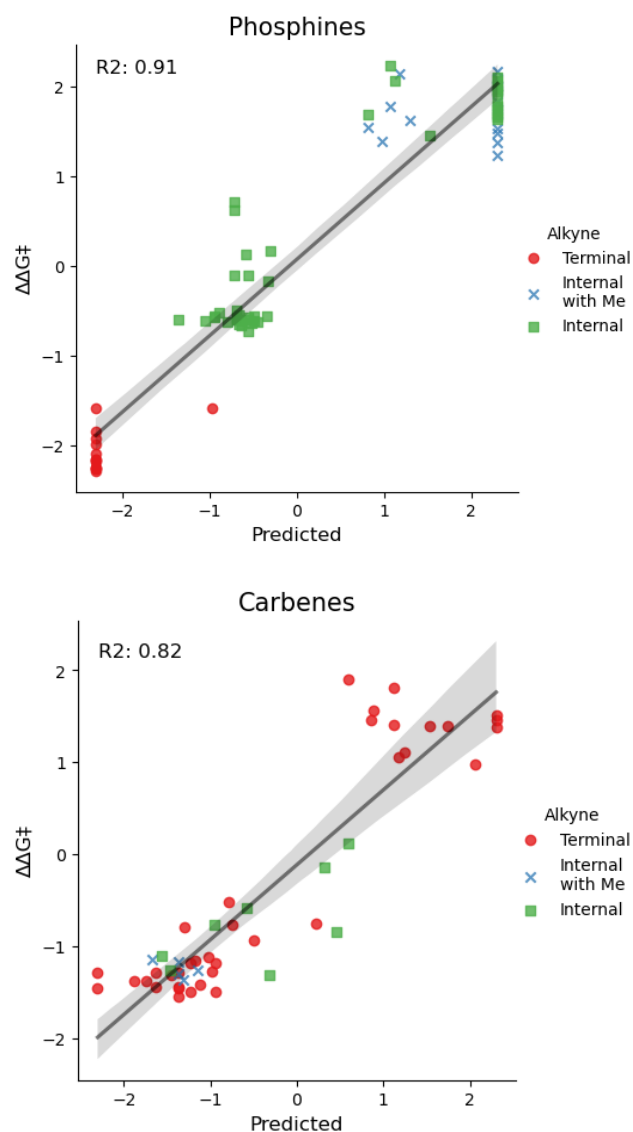 Phosphines
R2: 0.91
2
1
0
−1
−2
ΔΔG‡
−2
−1
0
1
2
Predicted
Alkyne
Terminal
Internal
with Me
Internal
Carbenes
R2: 0.82
2
1
0
−1
−2
ΔΔG‡
−2
−1
0
1
2
Predicted
Alkyne
Terminal
Internal
with Me
Internal